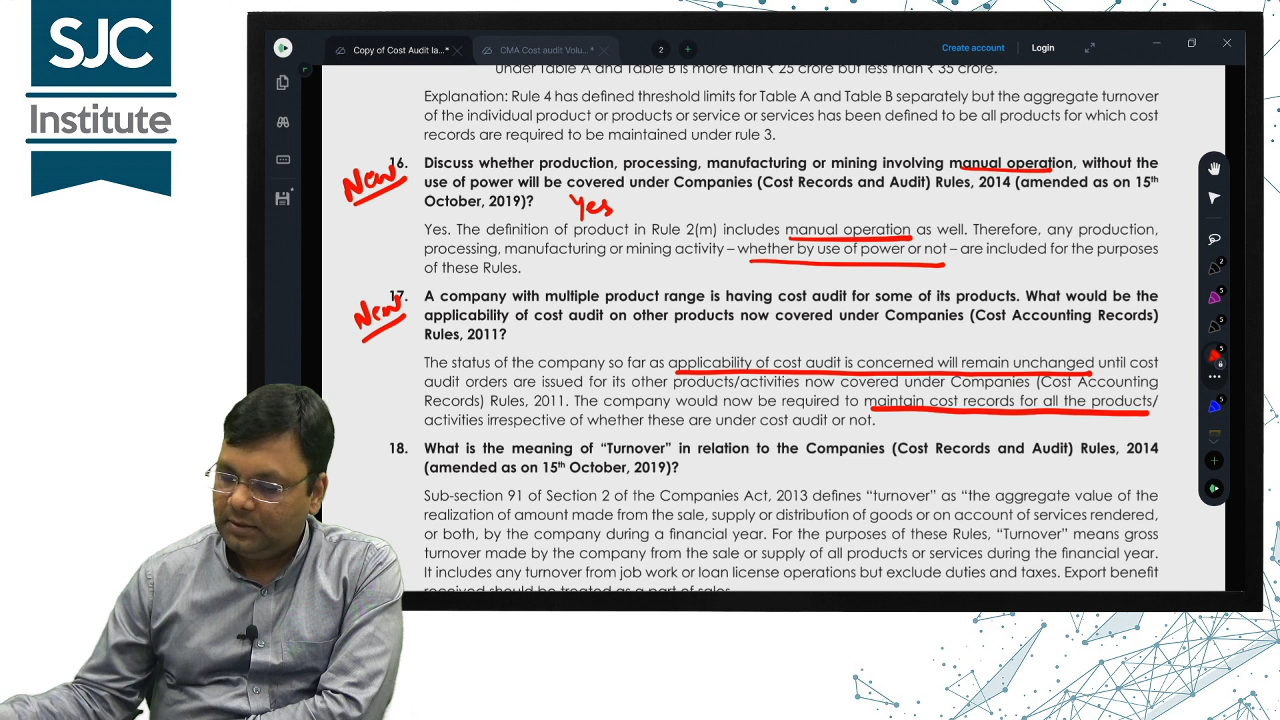 SJC
Institute
Copy of Cost Audit la...*
CMA Cost audit Volu...*
2
+
Create account
Login
under Table A and Table B is more than ₹ 25 crore but less than ₹ 35 crore.
Explanation: Rule 4 has defined threshold limits for Table A and Table B separately but the aggregate turnover
of the individual product or products or service or services has been defined to be all products for which cost
records are required to be maintained under rule 3.
New
16. Discuss whether production, processing, manufacturing or mining involving manual operation, without the
use of power will be covered under Companies (Cost Records and Audit) Rules, 2014 (amended as on 15th
October, 2019)?
Yes
Yes. The definition of product in Rule 2(m) includes manual operation as well. Therefore, any production,
processing, manufacturing or mining activity – whether by use of power or not – are included for the purposes
of these Rules.
New
17. A company with multiple product range is having cost audit for some of its products. What would be the
applicability of cost audit on other products now covered under Companies (Cost Accounting Records)
Rules, 2011?
The status of the company so far as applicability of cost audit is concerned will remain unchanged until cost
audit orders are issued for its other products/activities now covered under Companies (Cost Accounting
Records) Rules, 2011. The company would now be required to maintain cost records for all the products/
activities irrespective of whether these are under cost audit or not.
18. What is the meaning of “Turnover” in relation to the Companies (Cost Records and Audit) Rules, 2014
(amended as on 15th October, 2019)?
Sub-section 91 of Section 2 of the Companies Act, 2013 defines “turnover” as “the aggregate value of the
realization of amount made from the sale, supply or distribution of goods or on account of services rendered,
or both, by the company during a financial year. For the purposes of these Rules, “Turnover” means gross
turnover made by the company from the sale or supply of all products or services during the financial year.
It includes any turnover from job work or loan license operations but exclude duties and taxes. Export benefit
received should be treated as a part of sales.
2
5
5
5
5